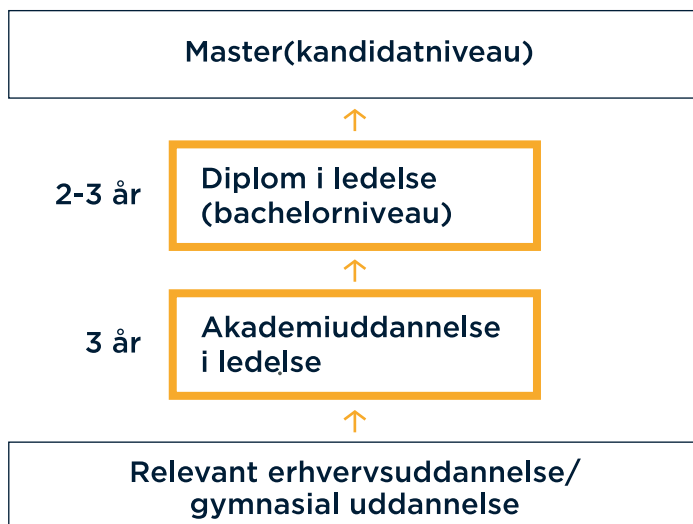 Master(kandidatniveau)
2-3 år
Diplom i ledelse
(bachelorniveau)
3 år
Akademiuddannelse
i ledelse
Relevant erhvervsuddannelse/
gymnasial uddannelse